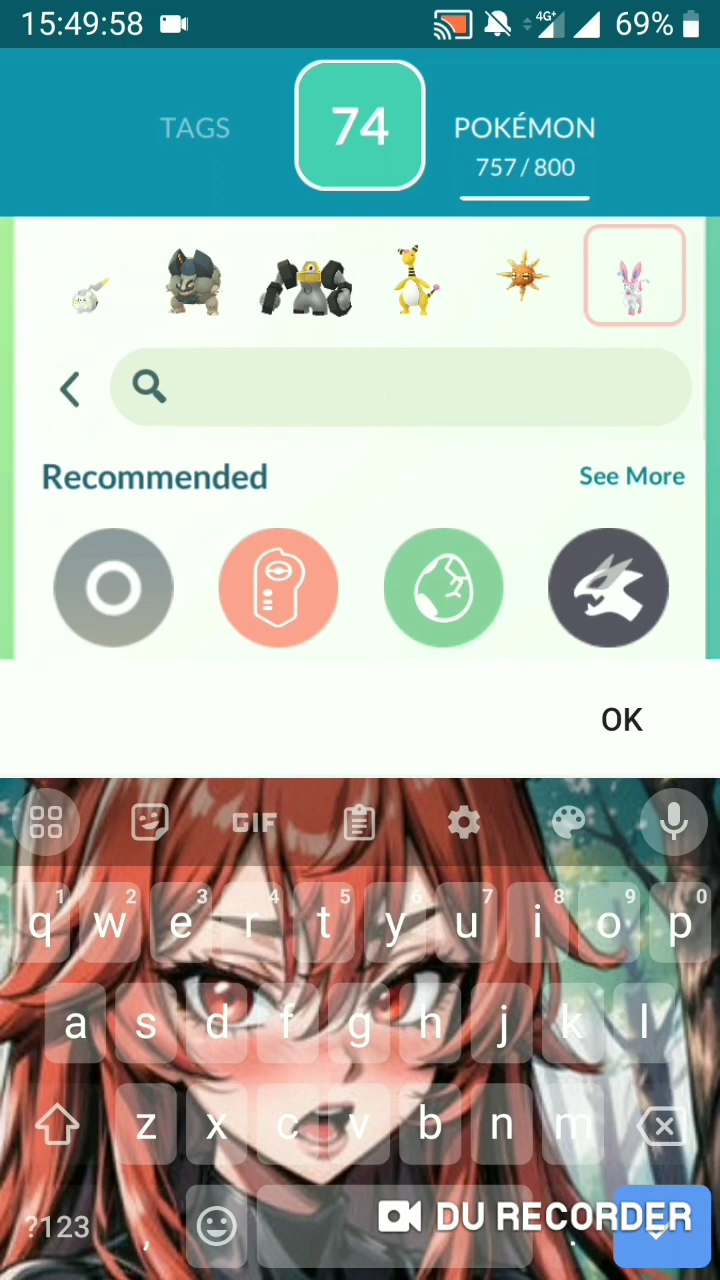 15:49:58 4G+ 69%
TAGS 74 POKÉMON
757 / 800
Recommended See More
OK
GIF
1 2 3 4 5 6 7 8 9 0
q w e r t y u i o p
a s d f g h j k l
z x c v b n m
?123 , .
DU RECORDER